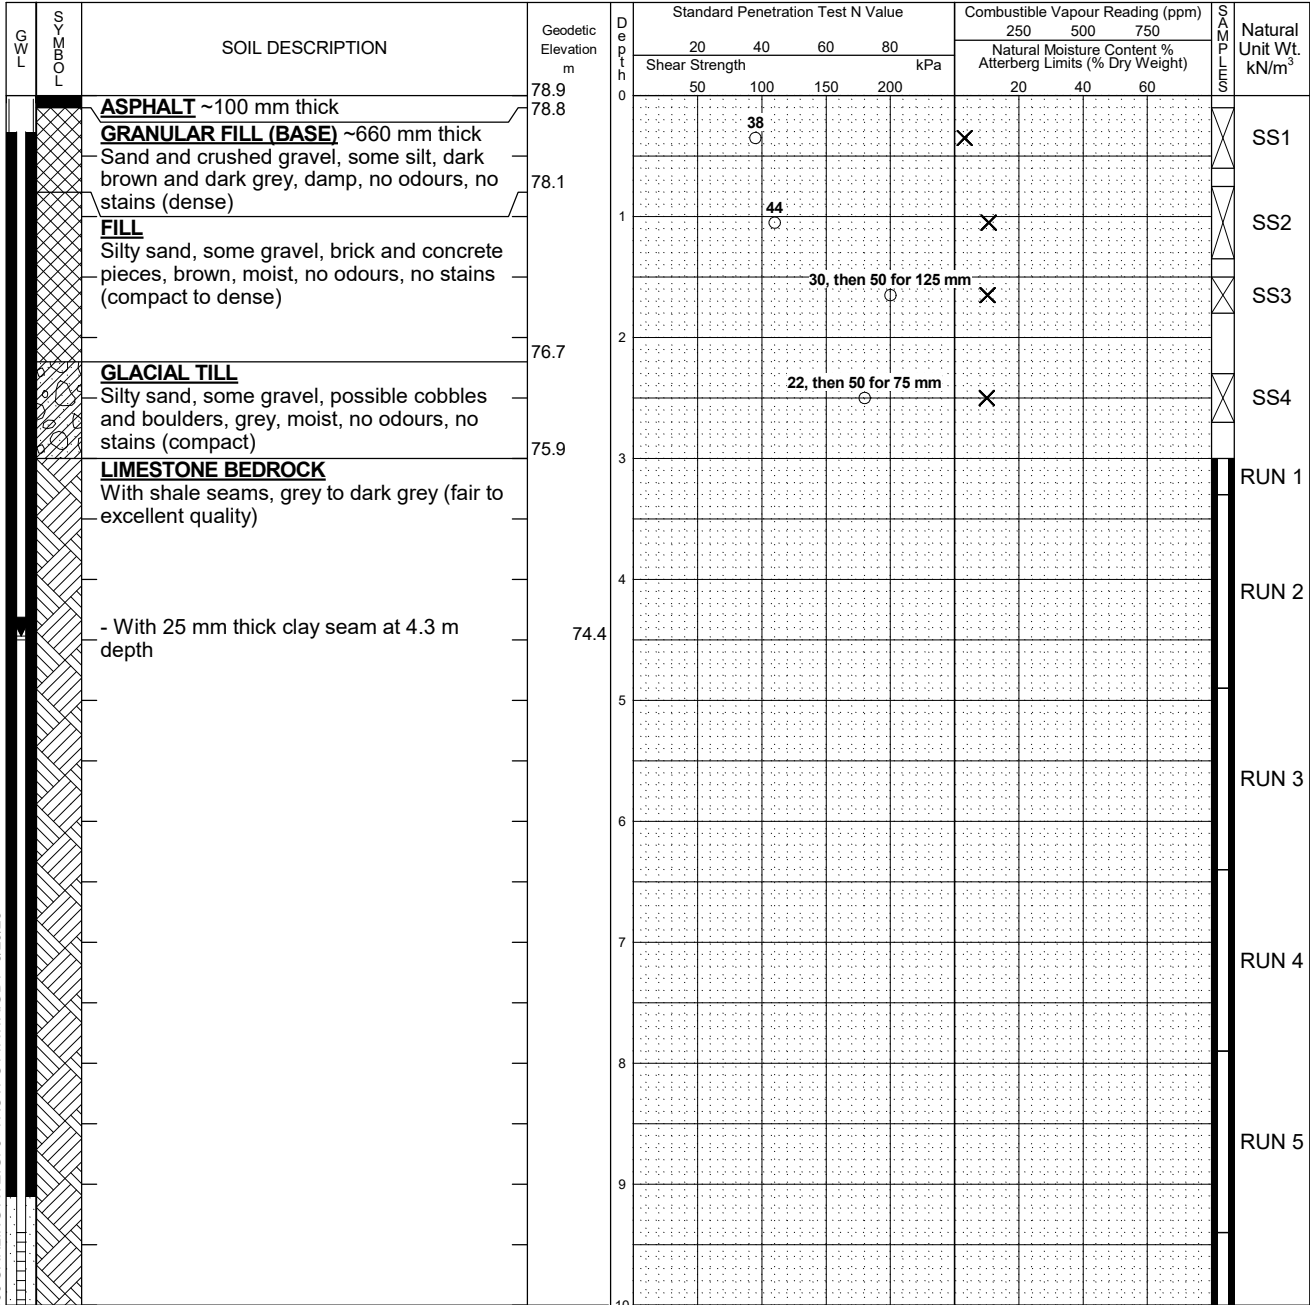 GWL
SYMBOL
SOIL DESCRIPTION
Geodetic
Elevation
m
Depth
Standard Penetration Test N Value
20 40 60 80
Shear Strength kPa
50 100 150 200
Combustible Vapour Reading (ppm)
250 500 750
Natural Moisture Content %
Atterberg Limits (% Dry Weight)
20 40 60
SAMPLES
Natural
Unit Wt.
kN/m³
78.9
0
ASPHALT ~100 mm thick
78.8
GRANULAR FILL (BASE) ~660 mm thick
Sand and crushed gravel, some silt, dark
brown and dark grey, damp, no odours, no
stains (dense)
78.1
38
SS1
FILL
Silty sand, some gravel, brick and concrete
pieces, brown, moist, no odours, no stains
(compact to dense)
1
44
SS2
30, then 50 for 125 mm
SS3
2
76.7
GLACIAL TILL
Silty sand, some gravel, possible cobbles
and boulders, grey, moist, no odours, no
stains (compact)
22, then 50 for 75 mm
SS4
75.9
3
LIMESTONE BEDROCK
With shale seams, grey to dark grey (fair to
excellent quality)
RUN 1
4
RUN 2
- With 25 mm thick clay seam at 4.3 m
depth
74.4
5
RUN 3
6
7
RUN 4
8
RUN 5
9
10